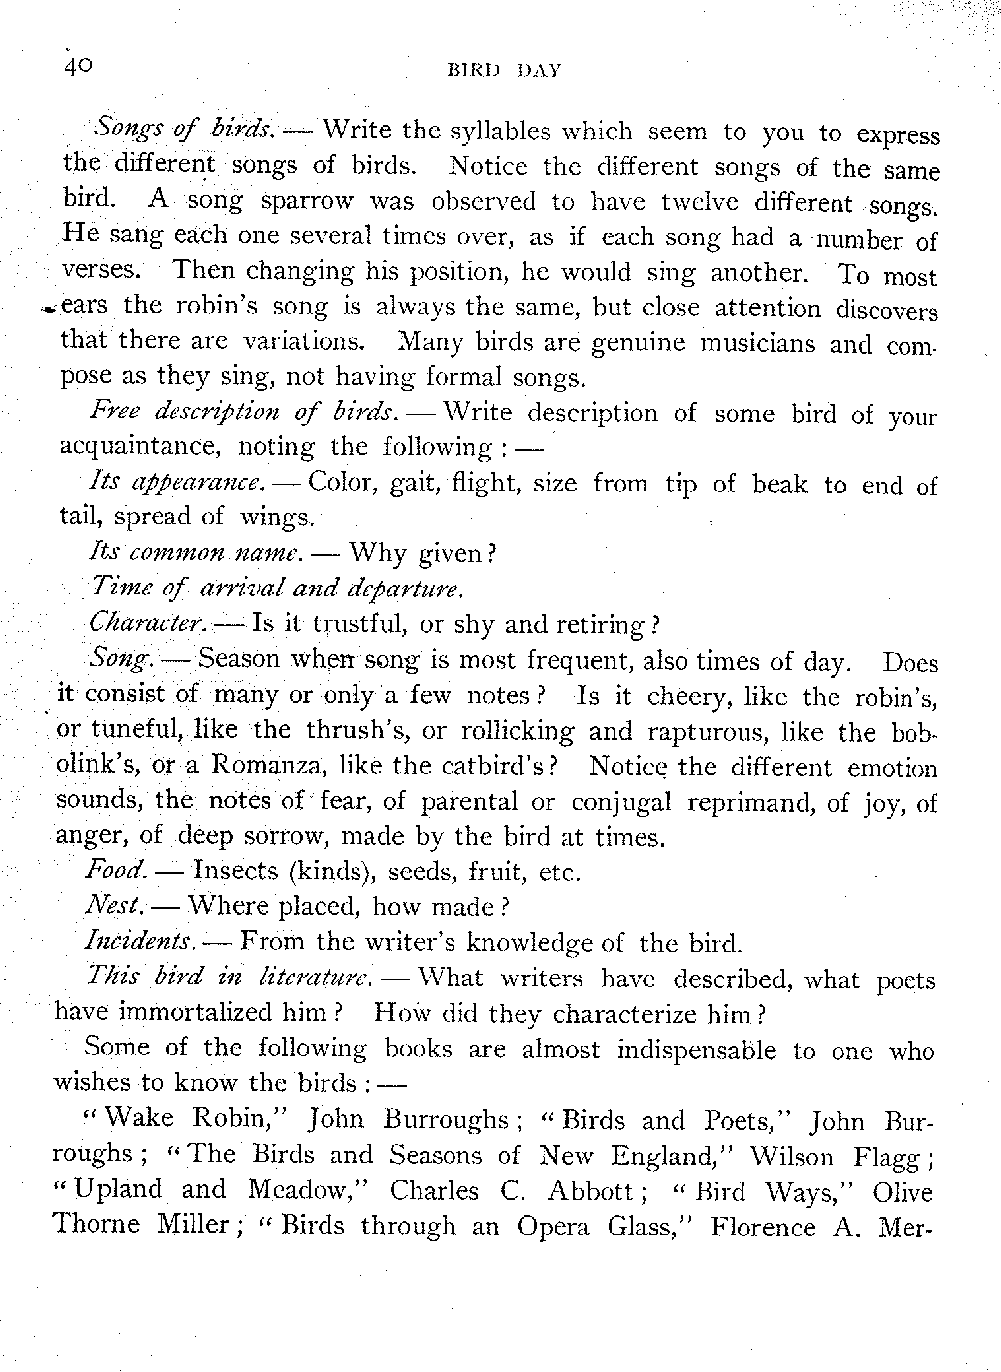 40 BIRD DAY
Songs of birds. — Write the syllables which seem to you to express
the different songs of birds. Notice the different songs of the same
bird. A song sparrow was observed to have twelve different songs.
He sang each one several times over, as if each song had a number of
verses. Then changing his position, he would sing another. To most
ears the robin's song is always the same, but close attention discovers
that there are variations. Many birds are genuine musicians and com-
pose as they sing, not having formal songs.
Free description of birds. — Write description of some bird of your
acquaintance, noting the following : —
Its appearance. — Color, gait, flight, size from tip of beak to end of
tail, spread of wings.
Its common name. — Why given ?
Time of arrival and departure.
Character. — Is it trustful, or shy and retiring ?
Song. — Season when song is most frequent, also times of day. Does
it consist of many or only a few notes ? Is it cheery, like the robin's,
or tuneful, like the thrush's, or rollicking and rapturous, like the bob-
olink's, or a Romanza, like the catbird's ? Notice the different emotion
sounds, the notes of fear, of parental or conjugal reprimand, of joy, of
anger, of deep sorrow, made by the bird at times.
Food. — Insects (kinds), seeds, fruit, etc.
Nest. — Where placed, how made ?
Incidents. — From the writer's knowledge of the bird.
This bird in literature. — What writers have described, what poets
have immortalized him ? How did they characterize him ?
Some of the following books are almost indispensable to one who
wishes to know the birds : —
“ Wake Robin,” John Burroughs ; “ Birds and Poets,” John Bur-
roughs ; “ The Birds and Seasons of New England,” Wilson Flagg ;
“ Upland and Meadow,” Charles C. Abbott ; “ Bird Ways,” Olive
Thorne Miller ; “ Birds through an Opera Glass,” Florence A. Mer-